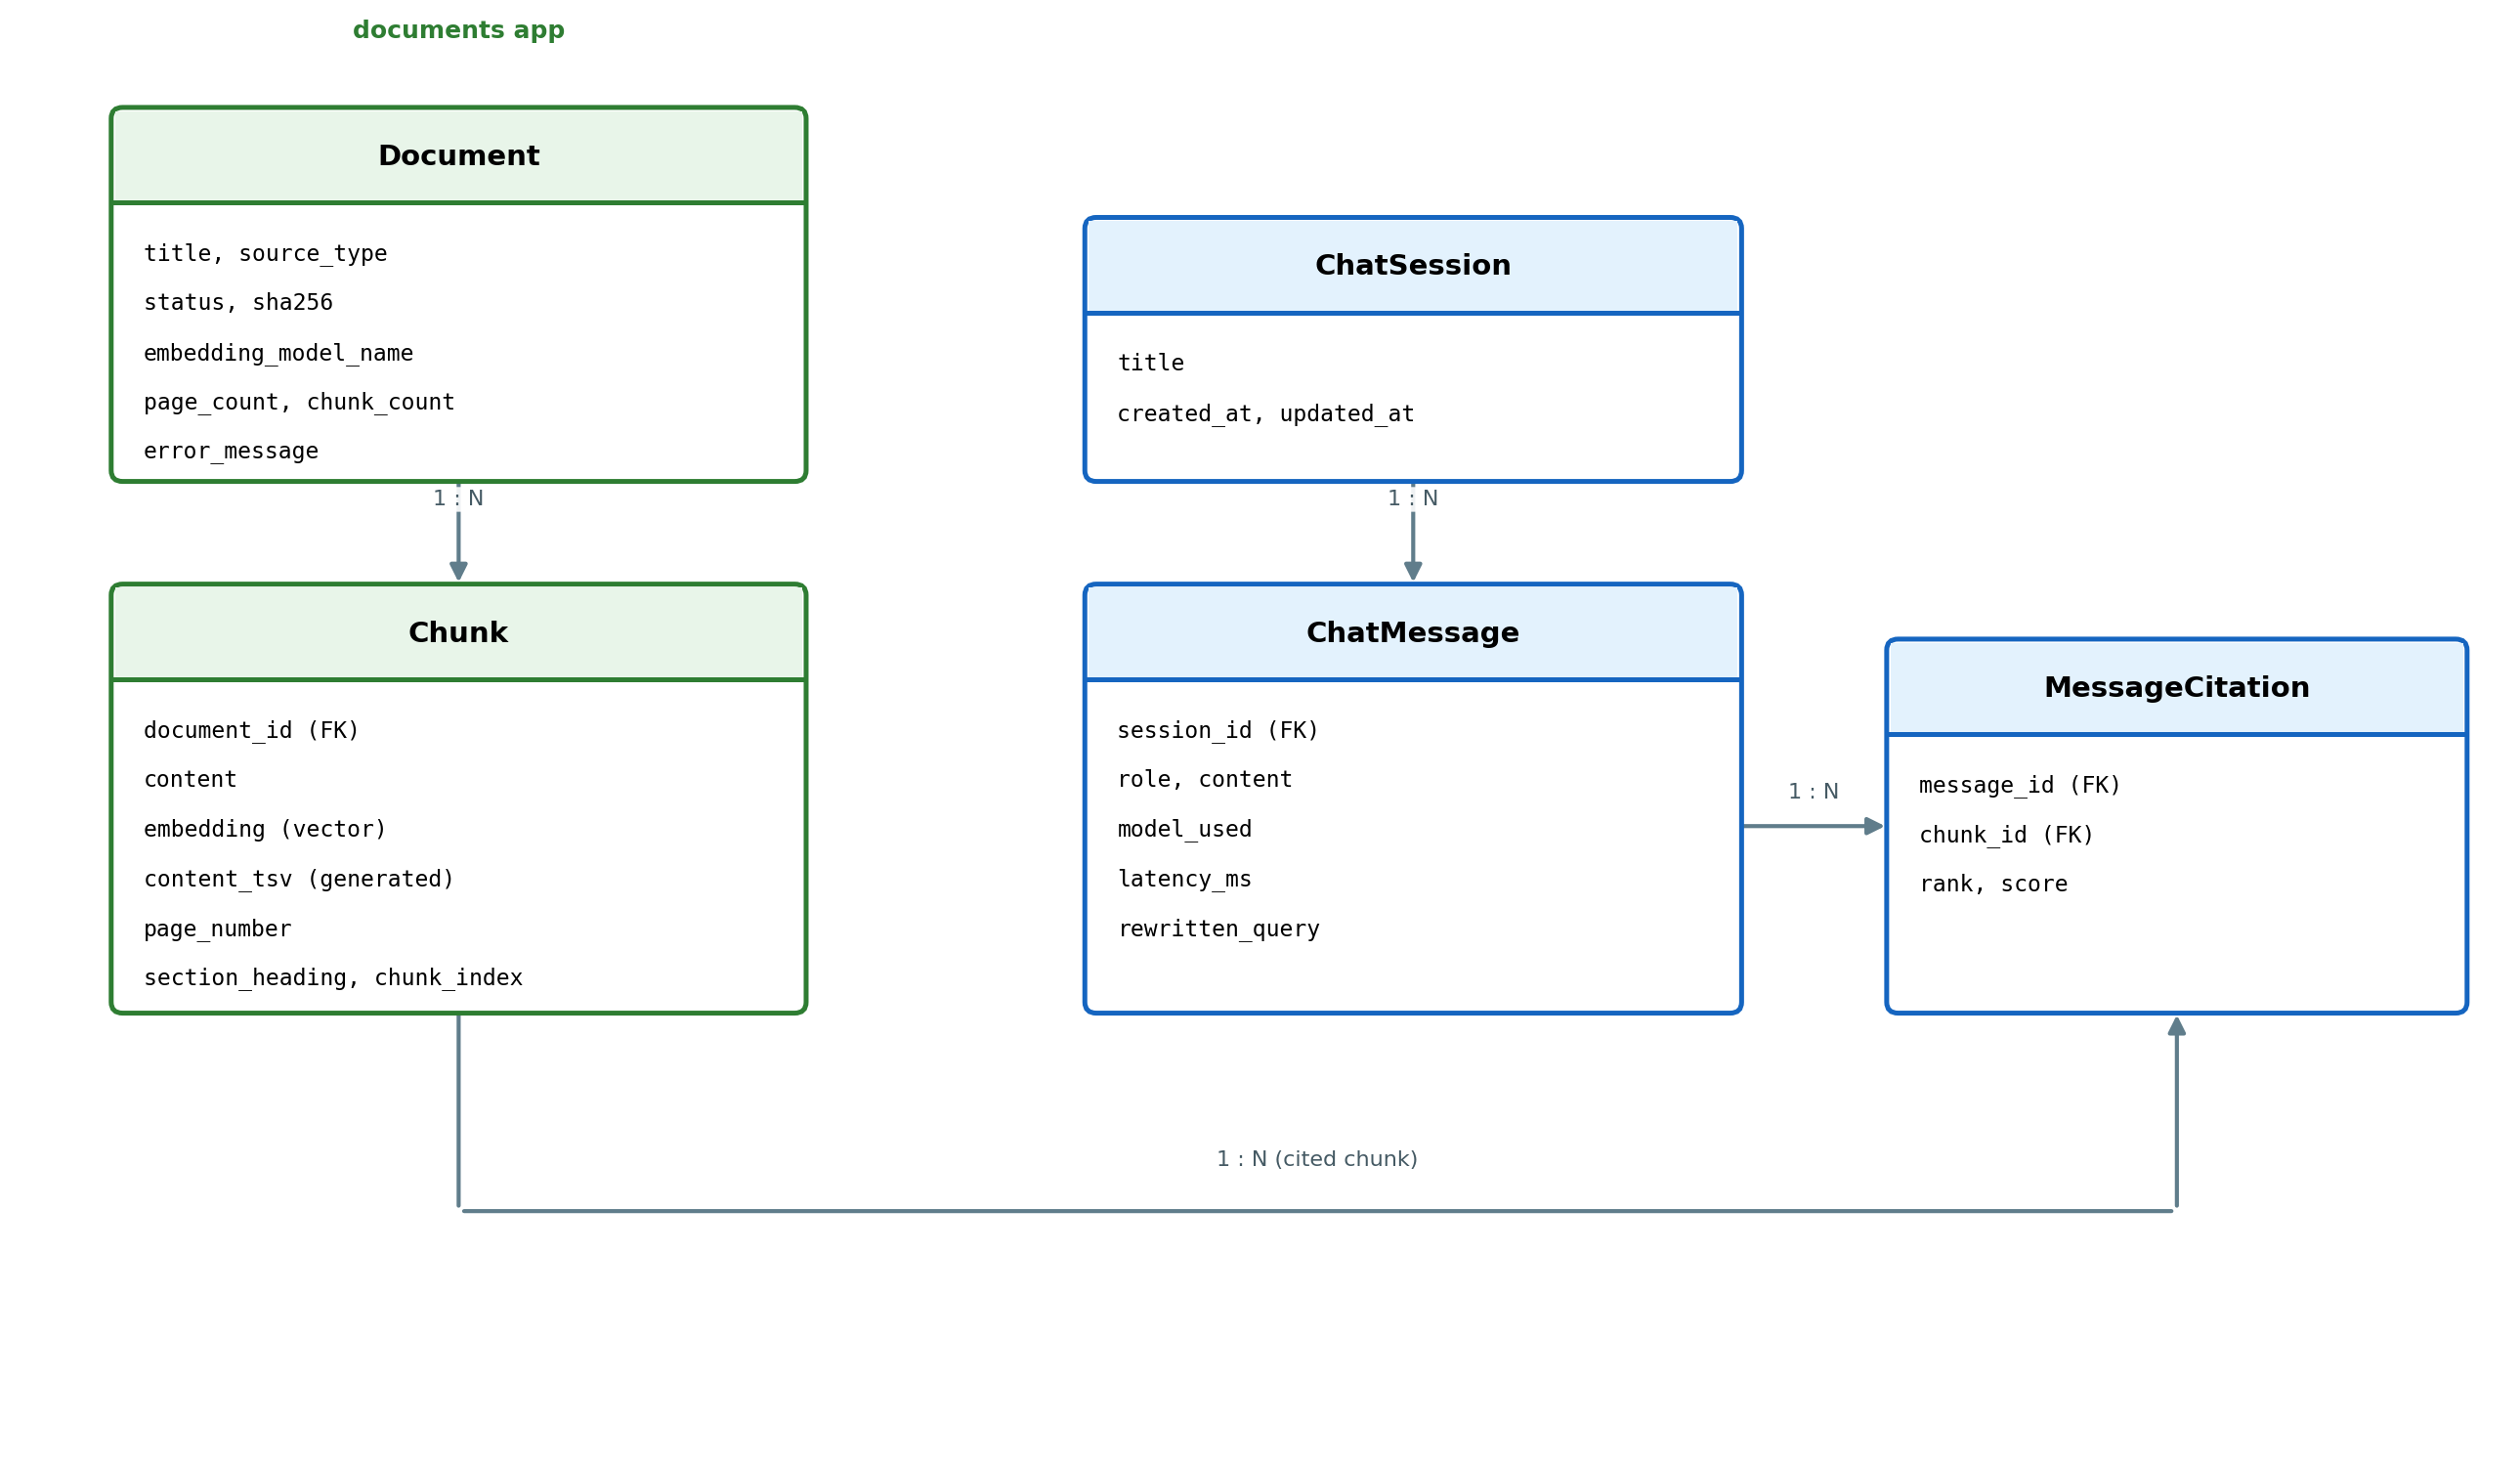 documents app
Document
title, source_type
status, sha256
embedding_model_name
page_count, chunk_count
error_message
1 : N
Chunk
document_id (FK)
content
embedding (vector)
content_tsv (generated)
page_number
section_heading, chunk_index
ChatSession
title
created_at, updated_at
1 : N
ChatMessage
session_id (FK)
role, content
model_used
latency_ms
rewritten_query
1 : N
MessageCitation
message_id (FK)
chunk_id (FK)
rank, score
1 : N (cited chunk)